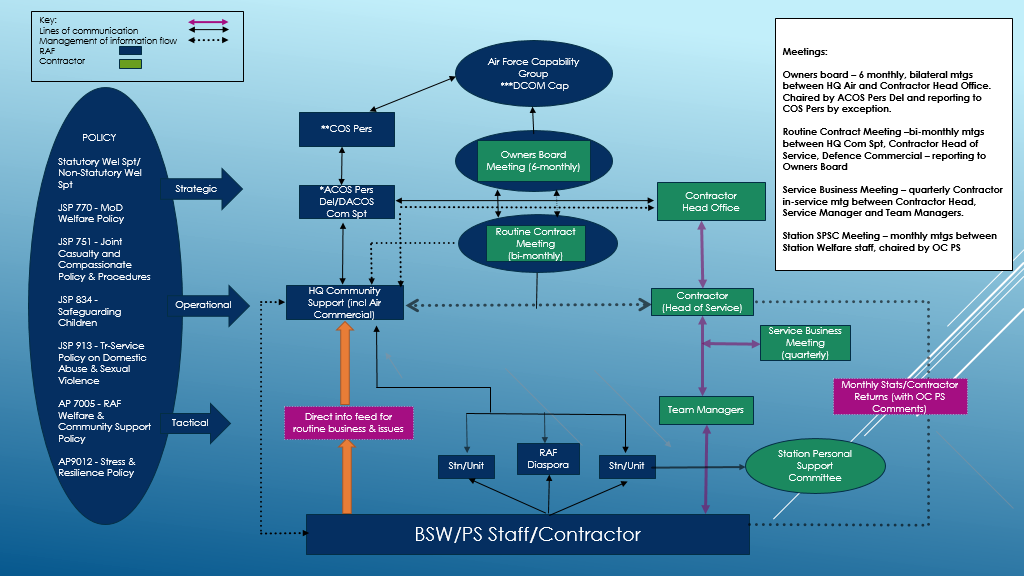 Key:
Lines of communication
Management of information flow
RAF
Contractor
POLICY
Statutory Wel Spt/
Non-Statutory Wel
Spt
JSP 770 - MoD
Welfare Policy
JSP 751 - Joint
Casualty and
Compassionate
Policy & Procedures
JSP 834 -
Safeguarding
Children
JSP 913 - Tr-Service
Policy on Domestic
Abuse & Sexual
Violence
AP 7005 - RAF
Welfare &
Community Support
Policy
AP9012 - Stress &
Resilience Policy
Strategic
Operational
Tactical
Air Force Capability
Group
***DCOM Cap
**COS Pers
Owners Board
Meeting (6-monthly)
*ACOS Pers
Del/DACOS
Com Spt
Contractor
Head Office
Routine Contract
Meeting
(bi-monthly)
HQ Community
Support (incl Air
Commercial)
Contractor
(Head of Service)
Service Business
Meeting
(quarterly)
Monthly Stats/Contractor
Returns (with OC PS
Comments)
Direct info feed for
routine business & issues
Team Managers
Stn/Unit
RAF
Diaspora
Stn/Unit
Station Personal
Support
Committee
BSW/PS Staff/Contractor
Meetings:
Owners board – 6 monthly, bilateral mtgs
between HQ Air and Contractor Head Office.
Chaired by ACOS Pers Del and reporting to
COS Pers by exception.
Routine Contract Meeting –bi-monthly mtgs
between HQ Com Spt, Contractor Head of
Service, Defence Commercial – reporting to
Owners Board
Service Business Meeting – quarterly Contractor
in-service mtg between Contractor Head,
Service Manager and Team Managers.
Station SPSC Meeting – monthly mtgs between
Station Welfare staff, chaired by OC PS